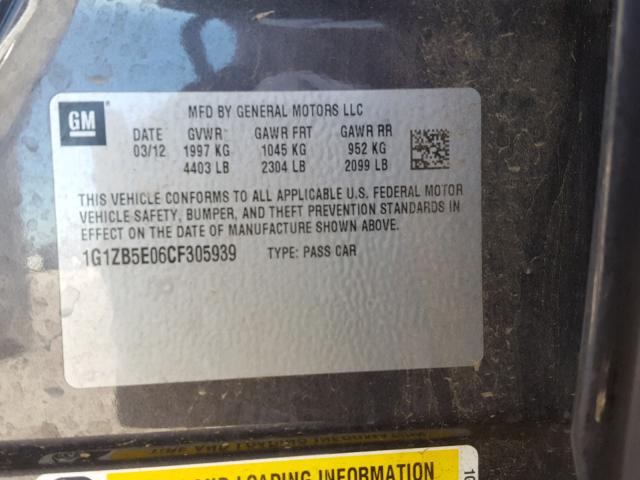 GM
MFD BY GENERAL MOTORS LLC
DATE GVWR GAWR FRT GAWR RR
03/12 1997 KG 1045 KG 952 KG
4403 LB 2304 LB 2099 LB
THIS VEHICLE CONFORMS TO ALL APPLICABLE U.S. FEDERAL MOTOR
VEHICLE SAFETY, BUMPER, AND THEFT PREVENTION STANDARDS IN
EFFECT ON THE DATE OF MANUFACTURE SHOWN ABOVE.
1G1ZB5E06CF305939 TYPE: PASS CAR
LOADING INFORMATION